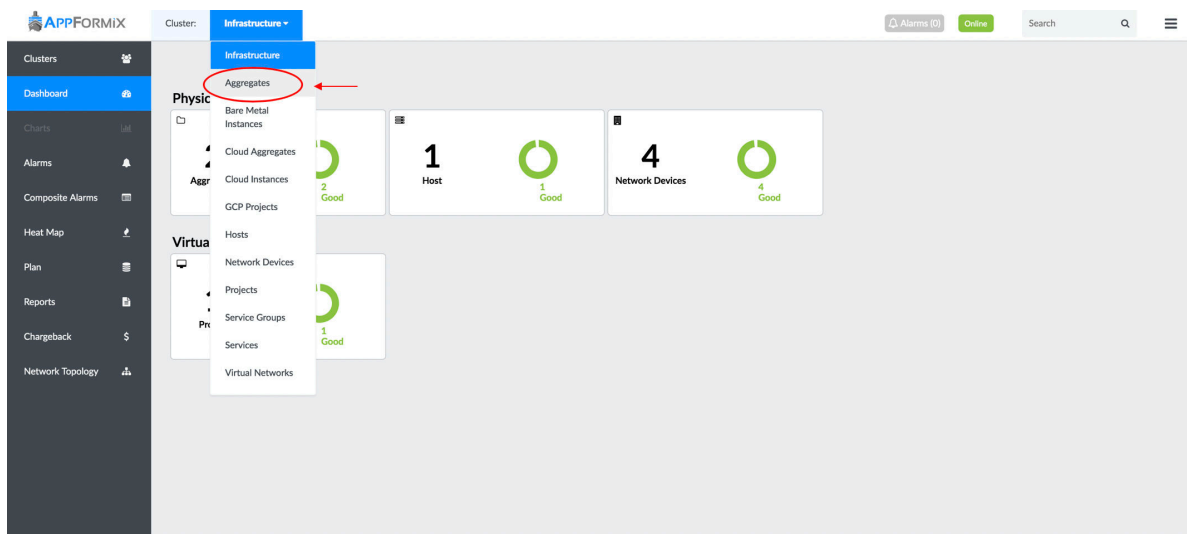 APPFORMIX
Cluster:
Infrastructure
Alarms (0)
Online
Search
Clusters
Dashboard
Charts
Alarms
Composite Alarms
Heat Map
Plan
Reports
Chargeback
$
Network Topology
Infrastructure
Aggregates
Bare Metal
Instances
Cloud Aggregates
Cloud Instances
GCP Projects
Hosts
Network Devices
Projects
Service Groups
Services
Virtual Networks
Physic
Aggr
2
Good
1
Host
1
Good
4
Network Devices
4
Good
Virtua
Pro
1
Good